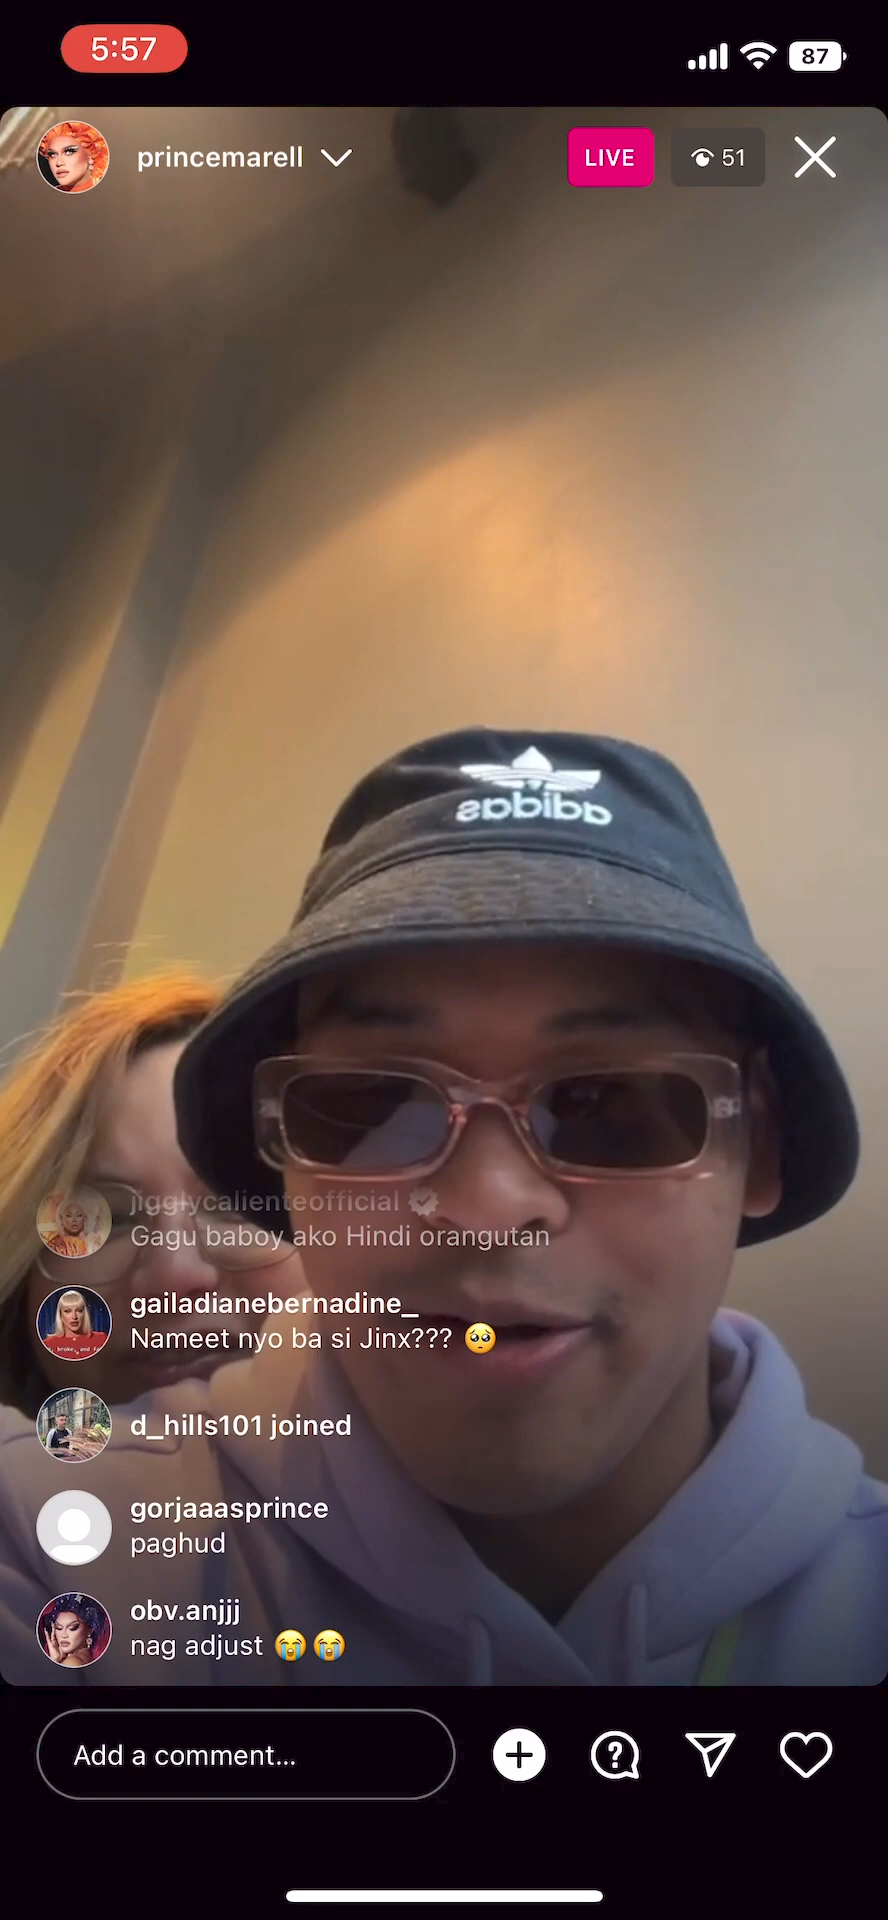 5:57
87
princemarell
LIVE
51
adidas
jigglycalienteofficial
Gagu baboy ako Hindi orangutan
gailadianebernadine_
Nameet nyo ba si Jinx??? 🥺
d_hills101 joined
gorjaaasprince
paghud
obv.anjjj
nag adjust 😭😭
Add a comment...